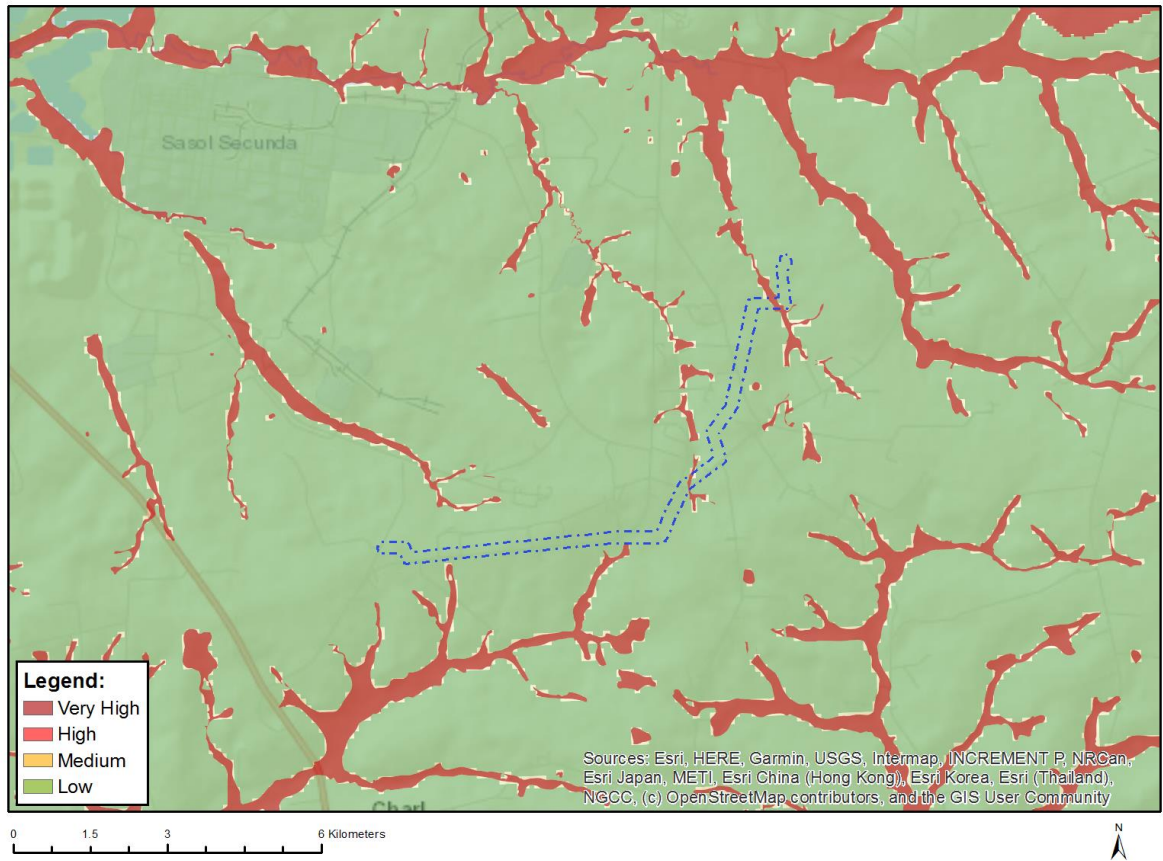 Sasol Secunda
Legend:
Very High
High
Medium
Low
Sources: Esri, HERE, Garmin, USGS, Intermap, INCREMENT P, NRCan,
Esri Japan, METI, Esri China (Hong Kong), Esri Korea, Esri (Thailand),
NGCC, (c) OpenStreetMap contributors, and the GIS User Community
Charl
0 1.5 3 6 Kilometers
N